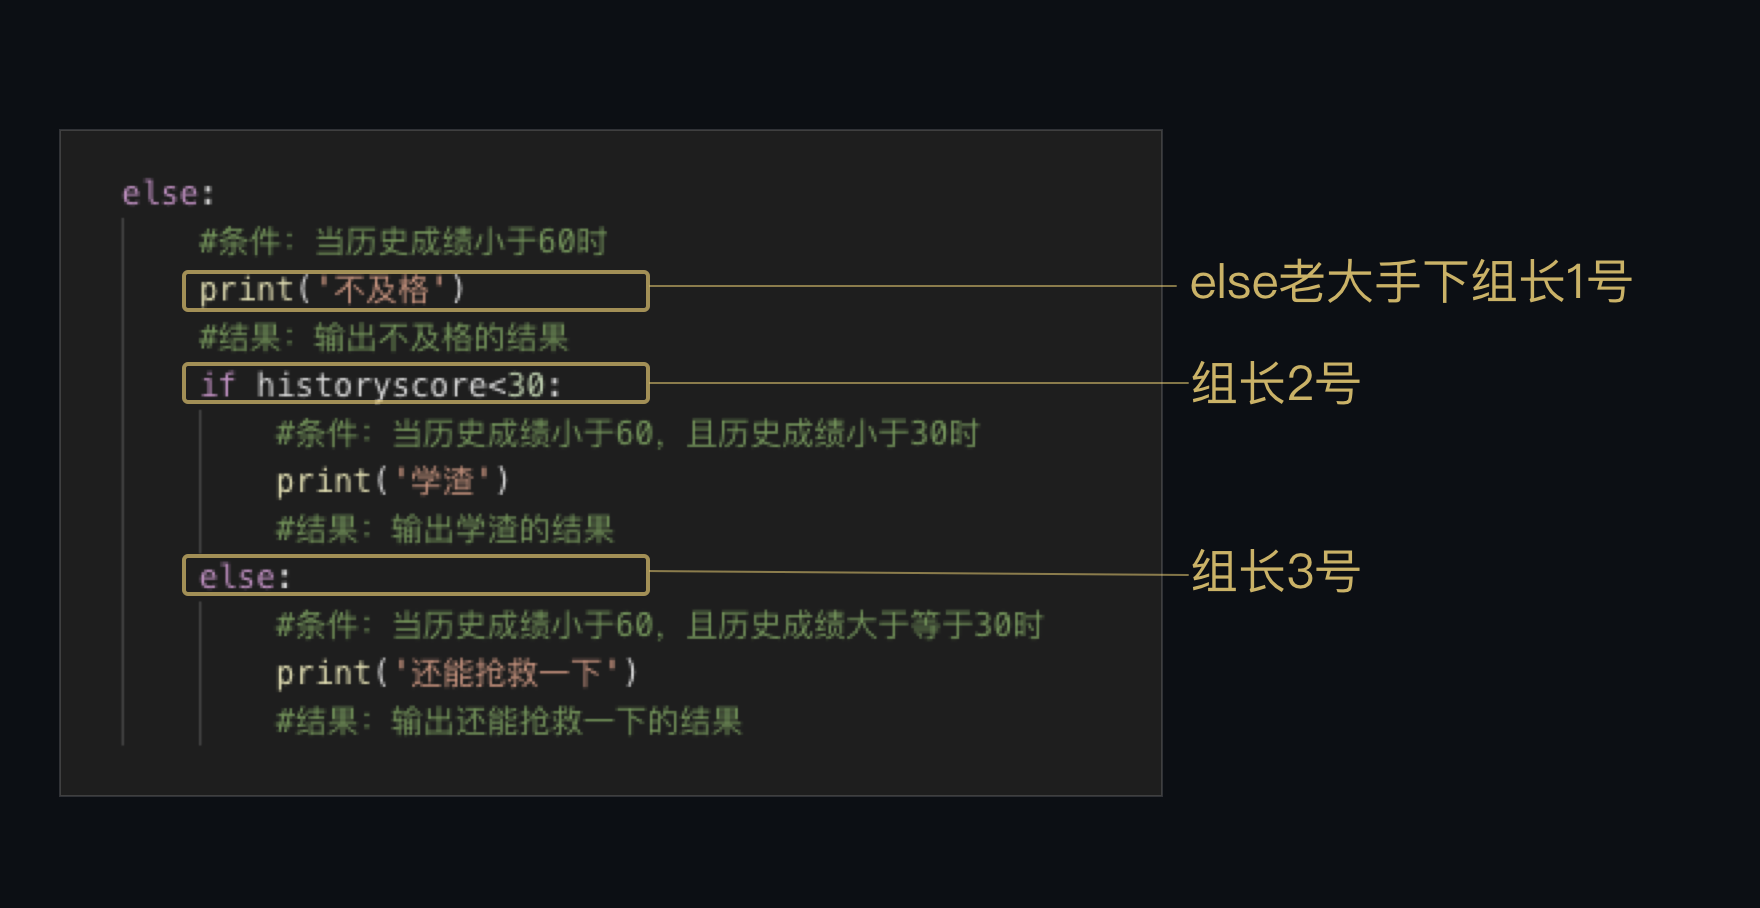 else:
#条件：当历史成绩小于60时
print('不及格')
else老大手下组长1号
#结果：输出不及格的结果
if historyscore<30:
组长2号
#条件：当历史成绩小于60，且历史成绩小于30时
print('学渣')
#结果：输出学渣的结果
else:
组长3号
#条件：当历史成绩小于60，且历史成绩大于等于30时
print('还能抢救一下')
#结果：输出还能抢救一下的结果